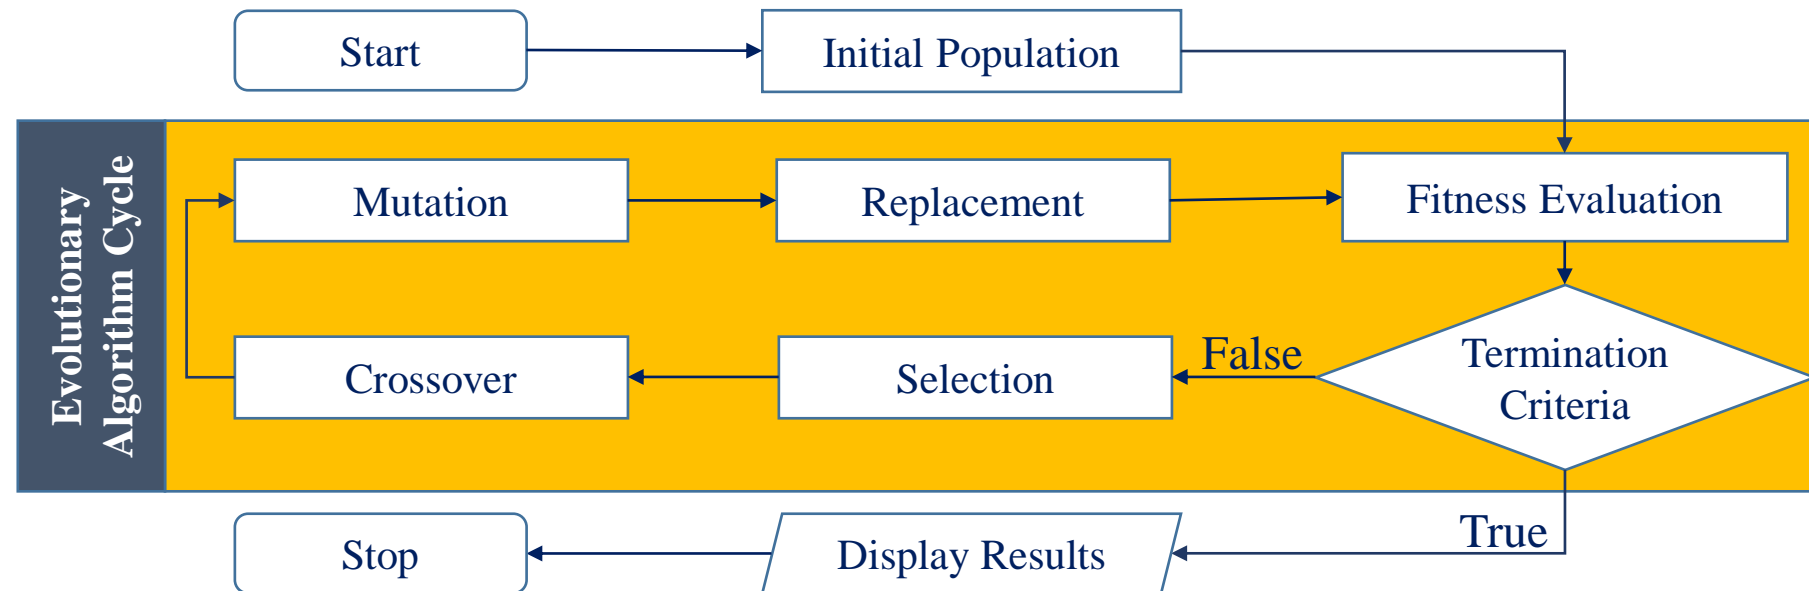 Start
Initial Population
Evolutionary
Algorithm Cycle
Mutation
Replacement
Fitness Evaluation
Crossover
Selection
False
Termination
Criteria
Stop
Display Results
True